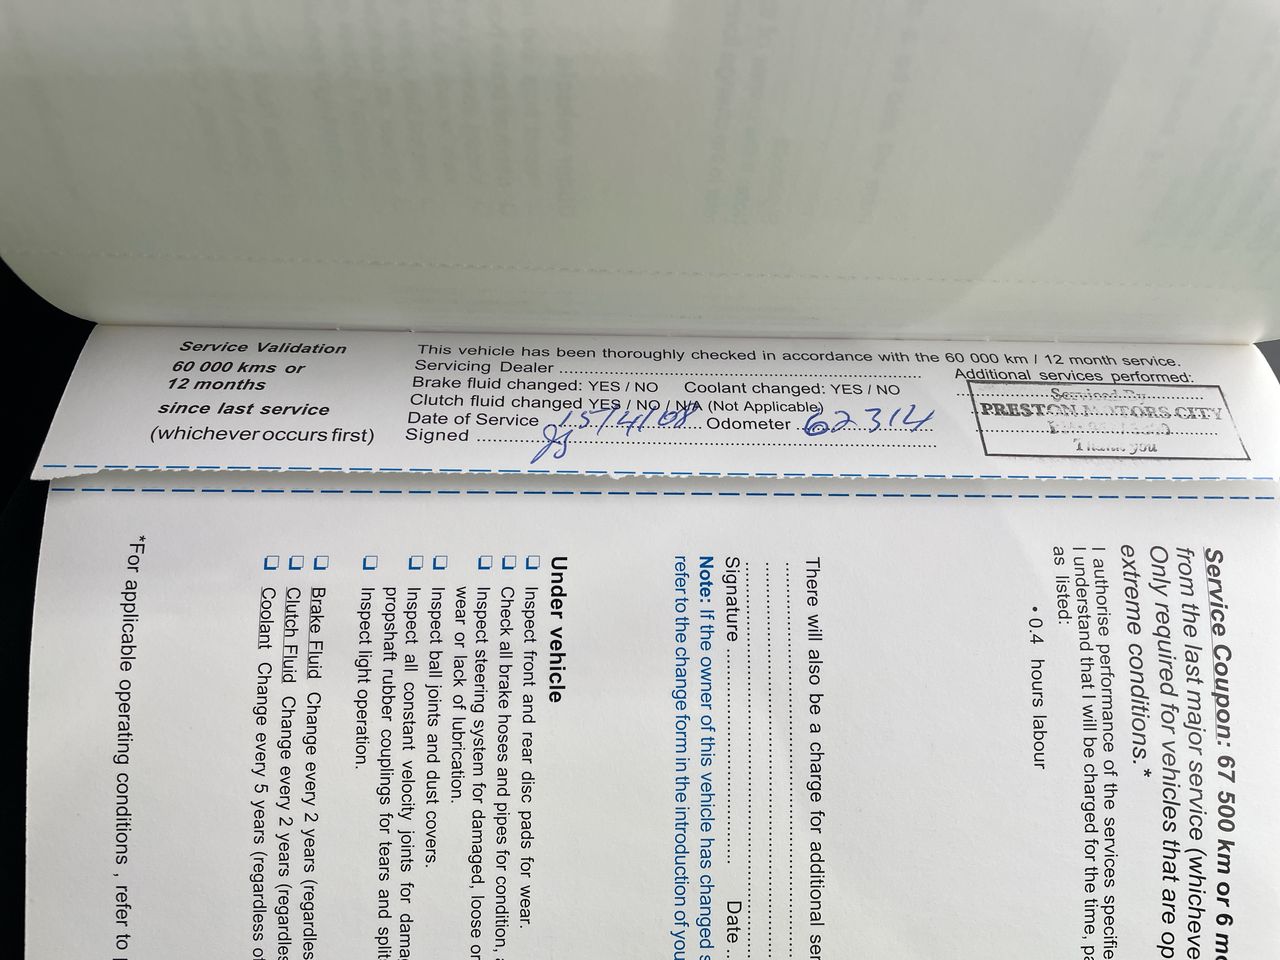 Service Validation
60 000 kms or
12 months
since last service
(whichever occurs first)
This vehicle has been thoroughly checked in accordance with the 60 000 km / 12 month service.
Servicing Dealer
Additional services performed:
Brake fluid changed: YES / NO Coolant changed: YES / NO
Clutch fluid changed YES / NO / N/A (Not Applicable)
Date of Service 15/4/08 Odometer 62314
Signed
Serviced By
PRESTON MOTORS CITY
Thank you
Service Coupon: 67 500 km or 6 mo
from the last major service (whicheve
Only required for vehicles that are op
extreme conditions.*
I authorise performance of the services specifie
I understand that I will be charged for the time, pa
as listed:
• 0.4 hours labour
There will also be a charge for additional ser
Signature Date
Note: If the owner of this vehicle has changed s
refer to the change form in the introduction of you
Under vehicle
❑ Inspect front and rear disc pads for wear.
❑ Check all brake hoses and pipes for condition, a
❑ Inspect steering system for damaged, loose or
wear or lack of lubrication.
❑ Inspect ball joints and dust covers.
❑ Inspect all constant velocity joints for damag
propshaft rubber couplings for tears and split
❑ Inspect light operation.
❑ Brake Fluid Change every 2 years (regardless
❑ Clutch Fluid Change every 2 years (regardles
❑ Coolant Change every 5 years (regardless of
*For applicable operating conditions , refer to